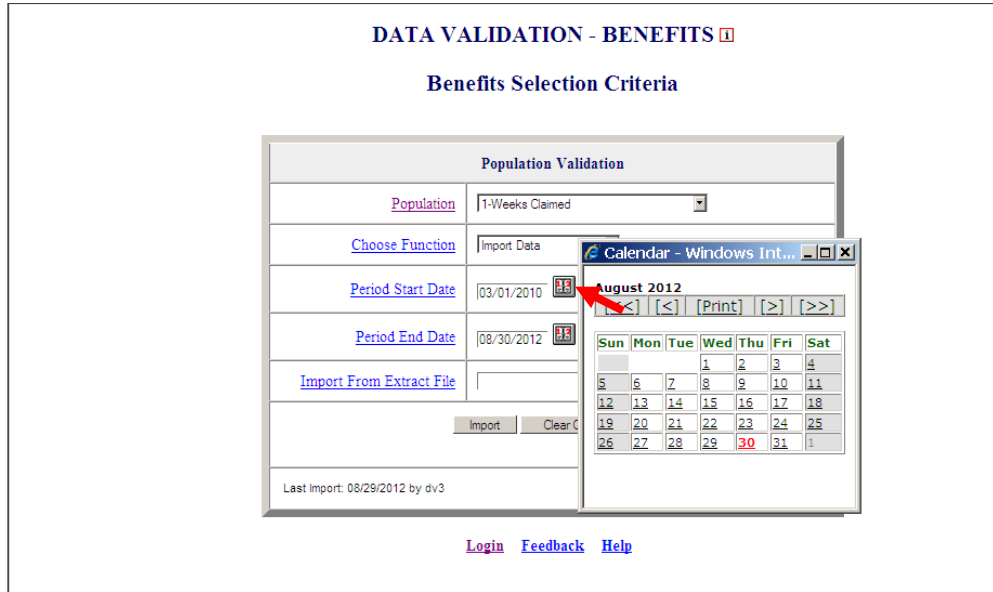 DATA VALIDATION - BENEFITS i
Benefits Selection Criteria
Population Validation
Population 1-Weeks Claimed
Choose Function Import Data
Period Start Date 03/01/2010
Period End Date 08/30/2012
Import From Extract File
Import Clear
Last Import: 08/29/2012 by dv3
Calendar - Windows Int...
August 2012
[<] [Print] [>] [>>]
Sun Mon Tue Wed Thu Fri Sat
1 2 3 4
5 6 7 8 9 10 11
12 13 14 15 16 17 18
19 20 21 22 23 24 25
26 27 28 29 30 31 1
Login Feedback Help